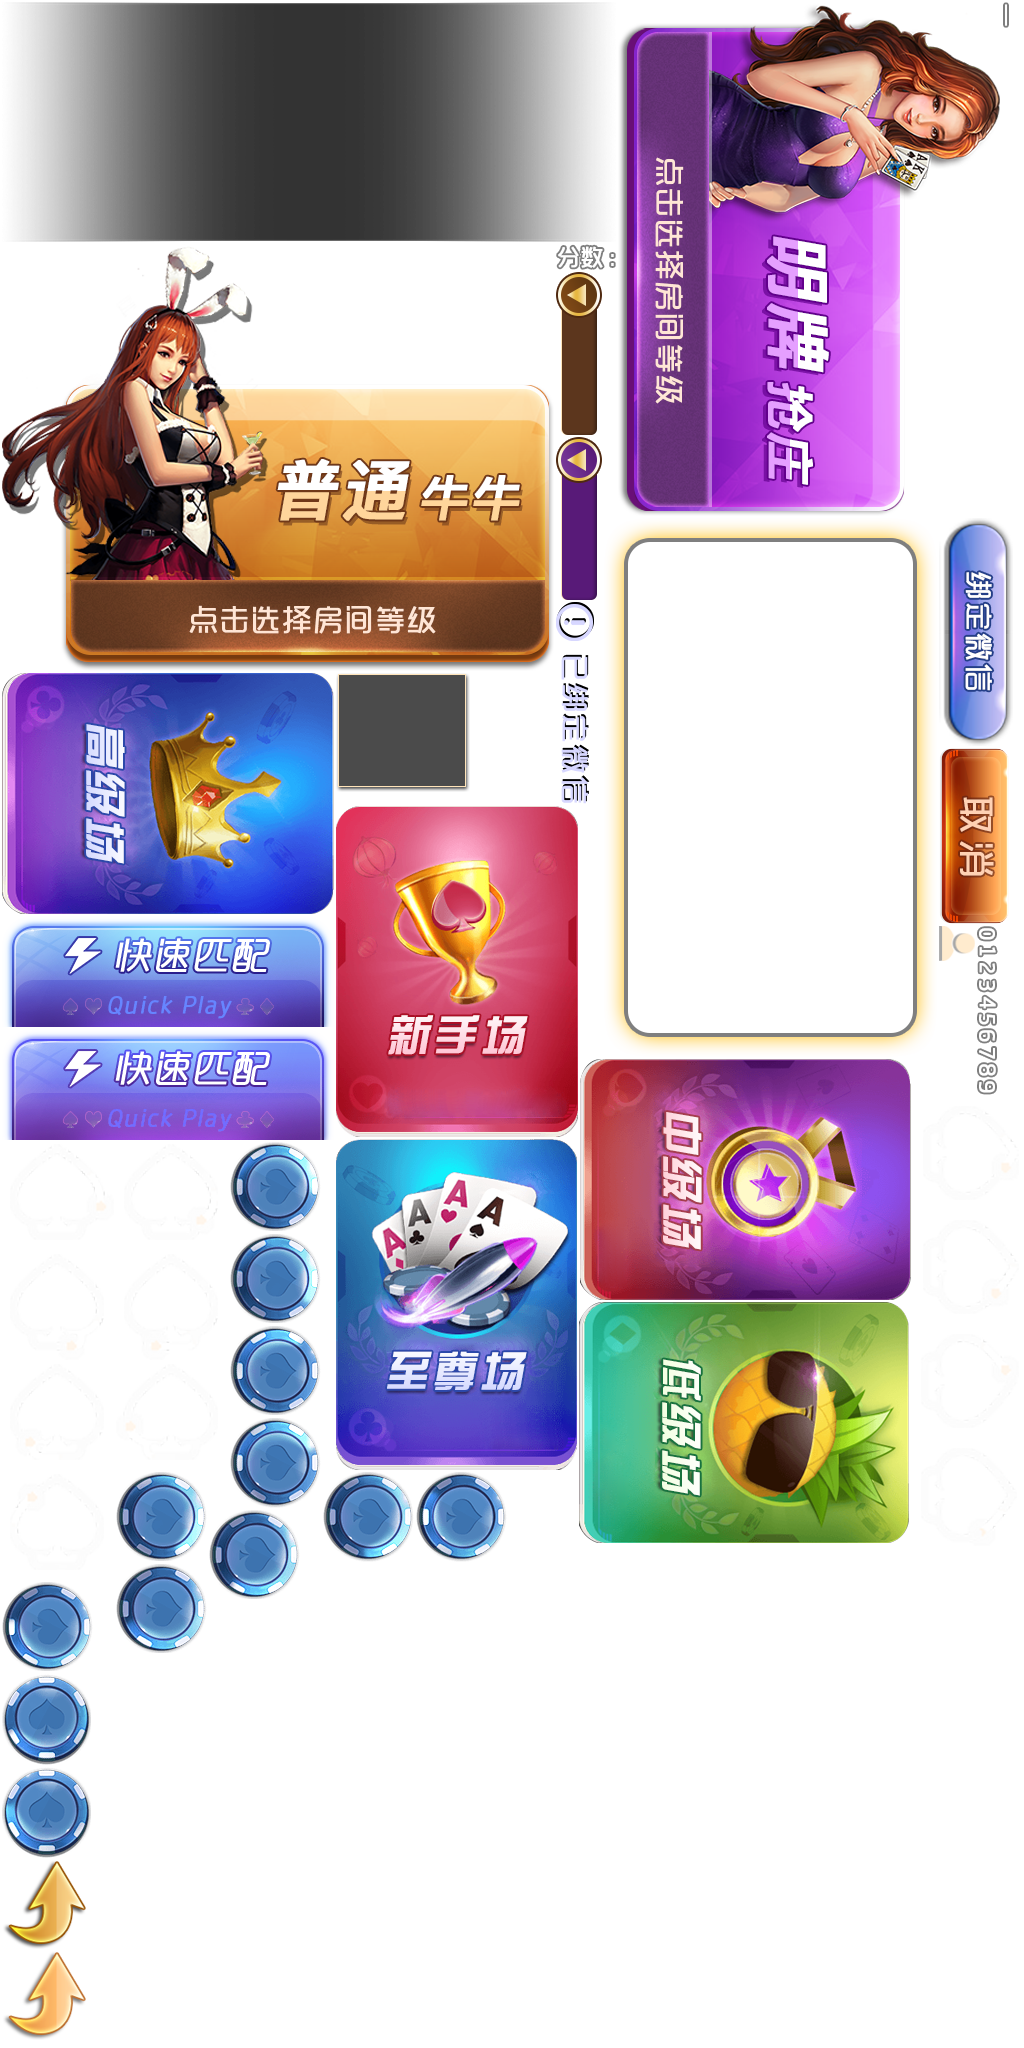 分数:
A K
明牌 抢庄
点击选择房间等级
普通 牛牛
点击选择房间等级
已绑定微信
绑定微信
取消
0123456789
高级场
快速匹配
Quick Play
快速匹配
Quick Play
新手场
中级场
A A A A
至尊场
低级场